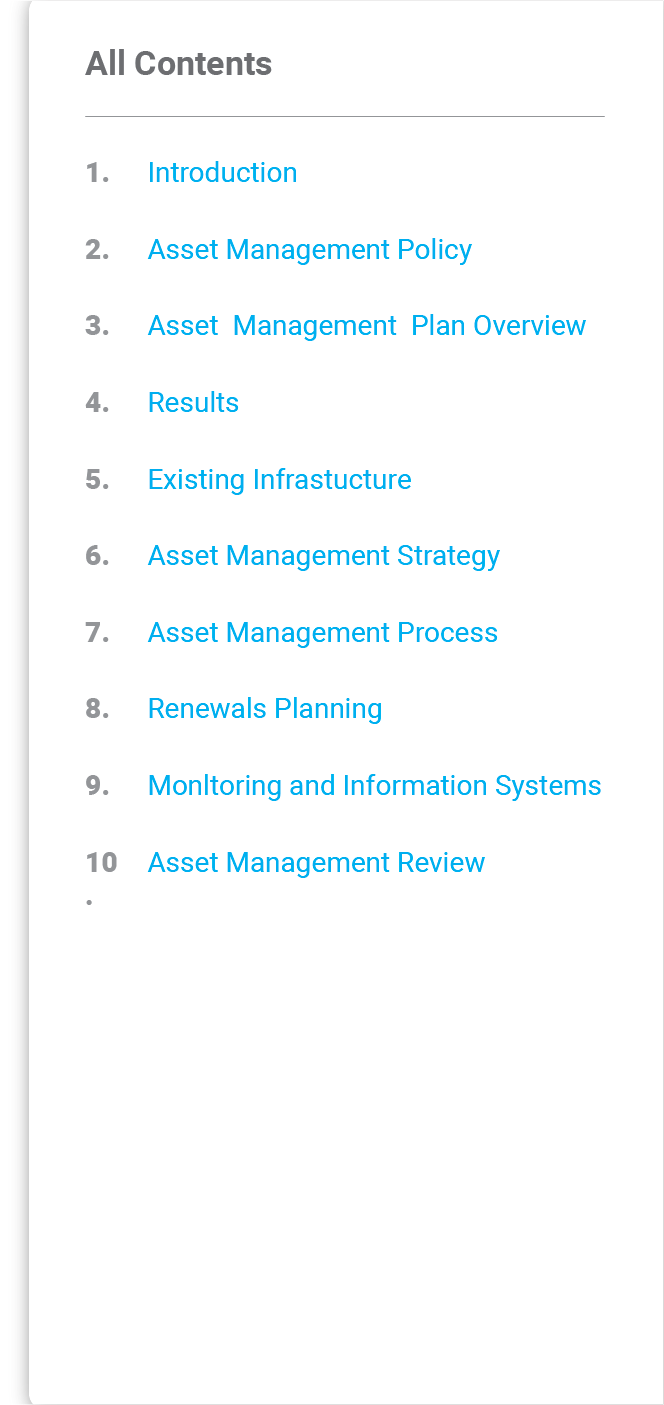 All Contents
1. Introduction
2. Asset Management Policy
3. Asset  Management  Plan Overview
4. Results
5. Existing Infrastucture
6. Asset Management Strategy
7. Asset Management Process
8. Renewals Planning
9. Monltoring and Information Systems
10 Asset Management Review
.